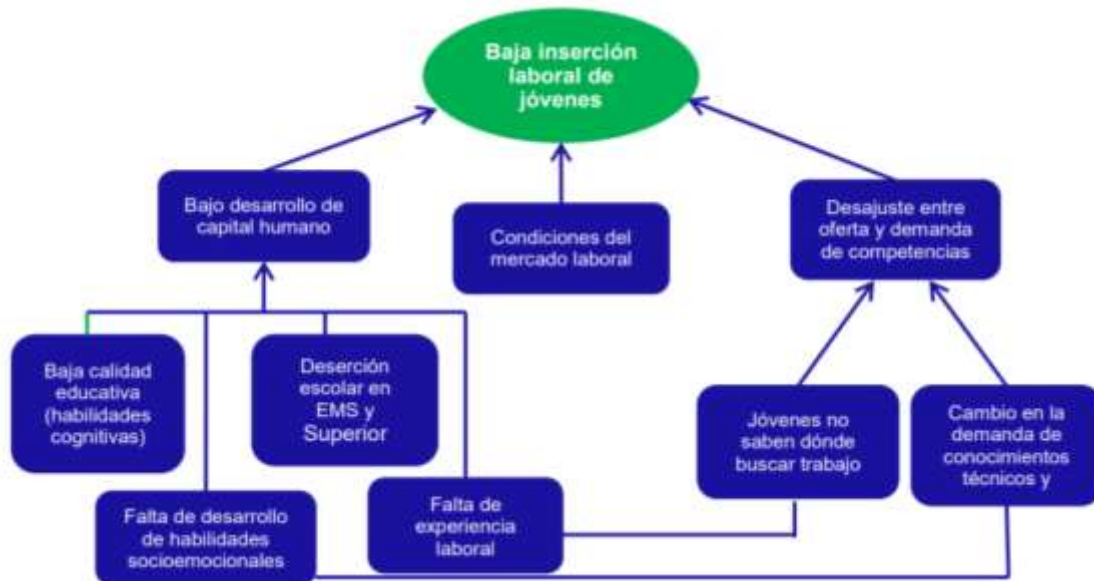 Baja inserción
laboral de
jóvenes
Bajo desarrollo de
capital humano
Condiciones del
mercado laboral
Desajuste entre
oferta y demanda
de competencias
Baja calidad
educativa
(habilidades
cognitivas)
Deserción
escolar en
EMS y
Superior
Jóvenes no
saben dónde
buscar trabajo
Cambio en la
demanda de
conocimientos
técnicos y
Falta de desarrollo
de habilidades
socioemocionales
Falta de
experiencia
laboral